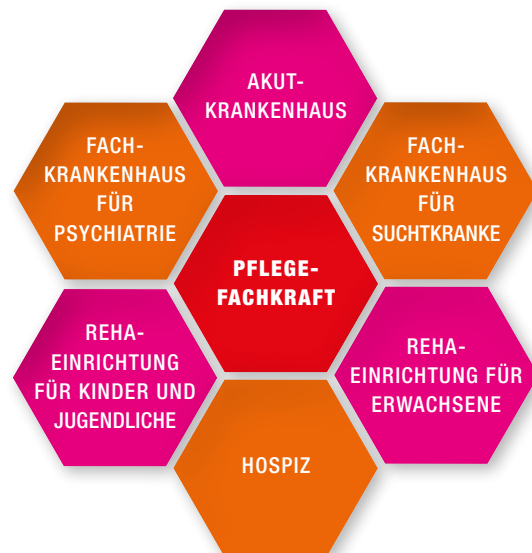 AKUT-
KRANKENHAUS
FACH-
KRANKENHAUS
FÜR
PSYCHIATRIE
FACH-
KRANKENHAUS
FÜR
SUCHTKRANKE
PFLEGE-
FACHKRAFT
REHA-
EINRICHTUNG
FÜR KINDER UND
JUGENDLICHE
REHA-
EINRICHTUNG FÜR
ERWACHSENE
HOSPIZ